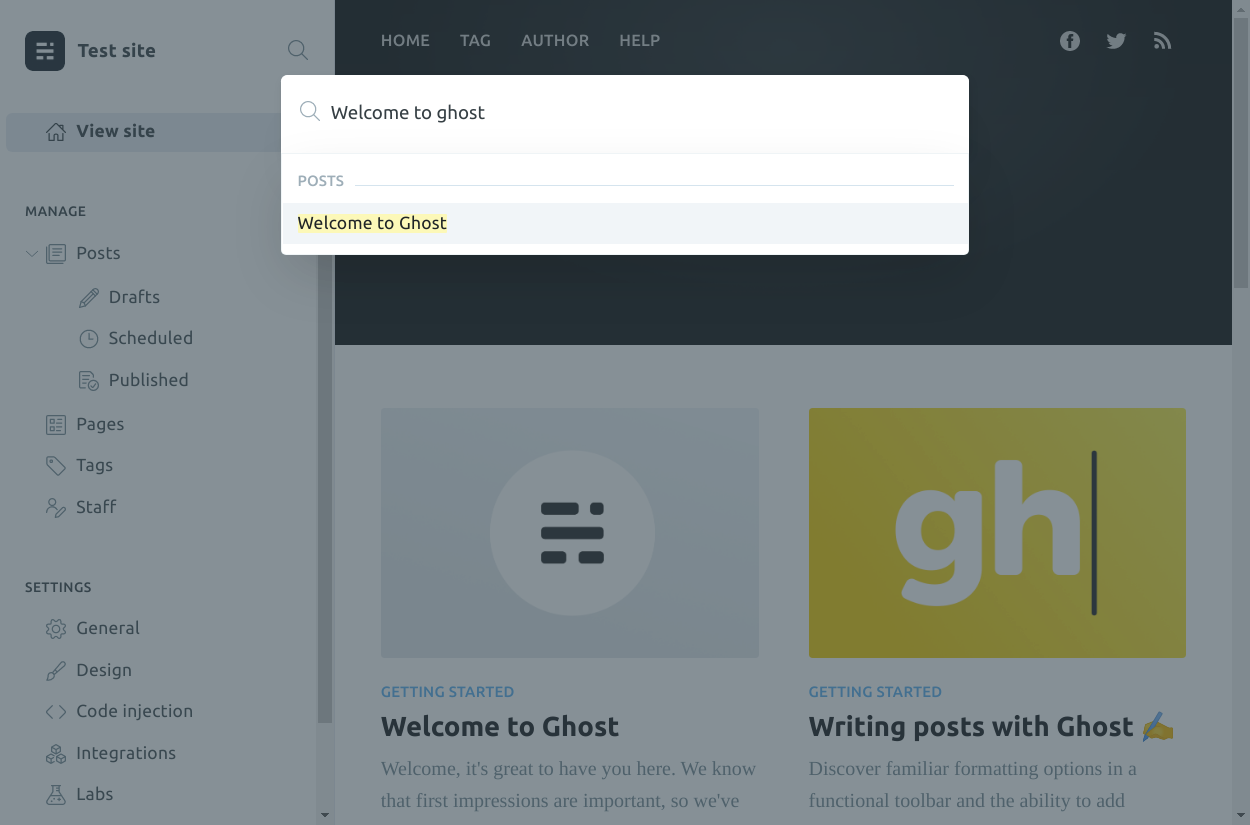 Test site
HOME TAG AUTHOR HELP
Welcome to ghost
View site
POSTS
Welcome to Ghost
MANAGE
Posts
Drafts
Scheduled
Published
Pages
Tags
Staff
SETTINGS
General
Design
Code injection
Integrations
Labs
gh
GETTING STARTED
Welcome to Ghost
Welcome, it's great to have you here. We know
that first impressions are important, so we've
GETTING STARTED
Writing posts with Ghost ✍️
Discover familiar formatting options in a
functional toolbar and the ability to add